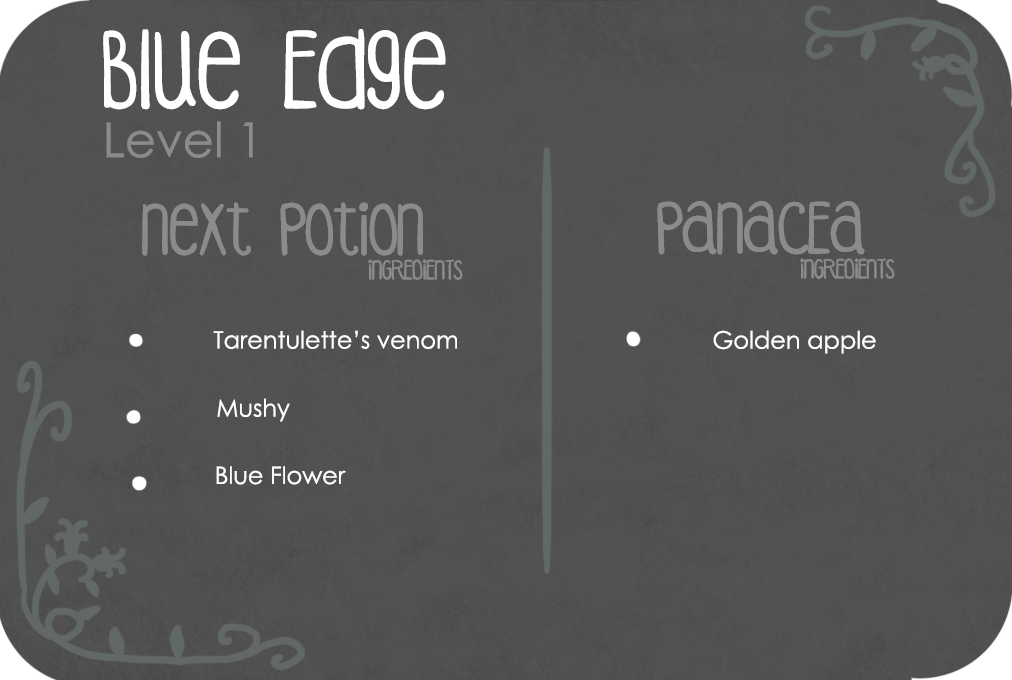 Blue Edge
Level 1
next Potion
ingredients
Tarentulette's venom
Mushy
Blue Flower
Panacea
ingredients
Golden apple